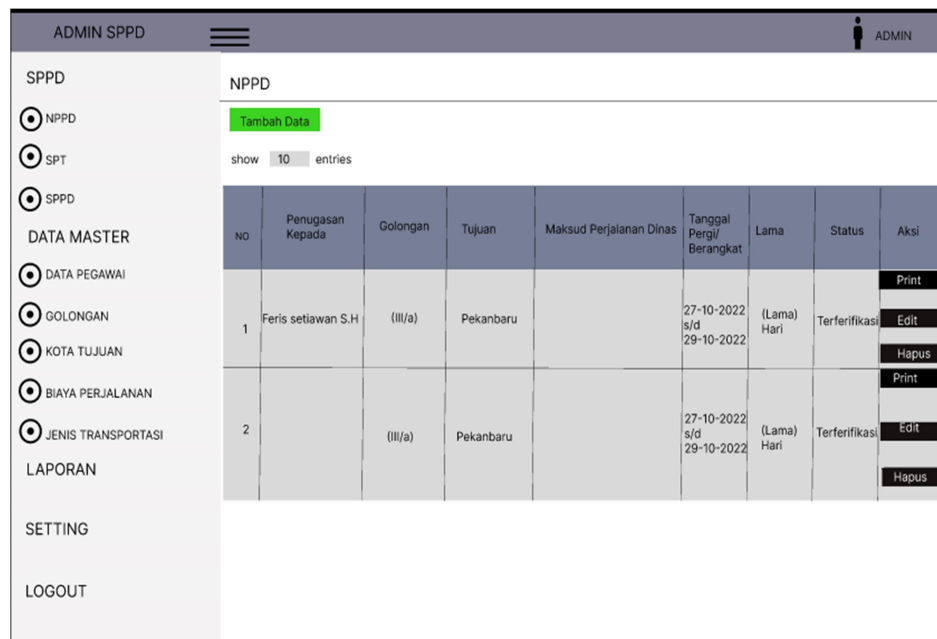 ADMIN SPPD
ADMIN
SPPD
NPPD
SPT
SPPD
DATA MASTER
DATA PEGAWAI
GOLONGAN
KOTA TUJUAN
BIAYA PERJALANAN
JENIS TRANSPORTASI
LAPORAN
SETTING
LOGOUT
NPPD
Tambah Data
show 10 entries
NO
Penugasan
Kepada
Golongan
Tujuan
Maksud Perjalanan Dinas
Tanggal
Pergi/
Berangkat
Lama
Status
Aksi
1
Feris setiawan S.H
(III/a)
Pekanbaru
27-10-2022
s/d
29-10-2022
(Lama)
Hari
Terferifikasi
Print
Edit
Hapus
2
(III/a)
Pekanbaru
27-10-2022
s/d
29-10-2022
(Lama)
Hari
Terferifikasi
Print
Edit
Hapus